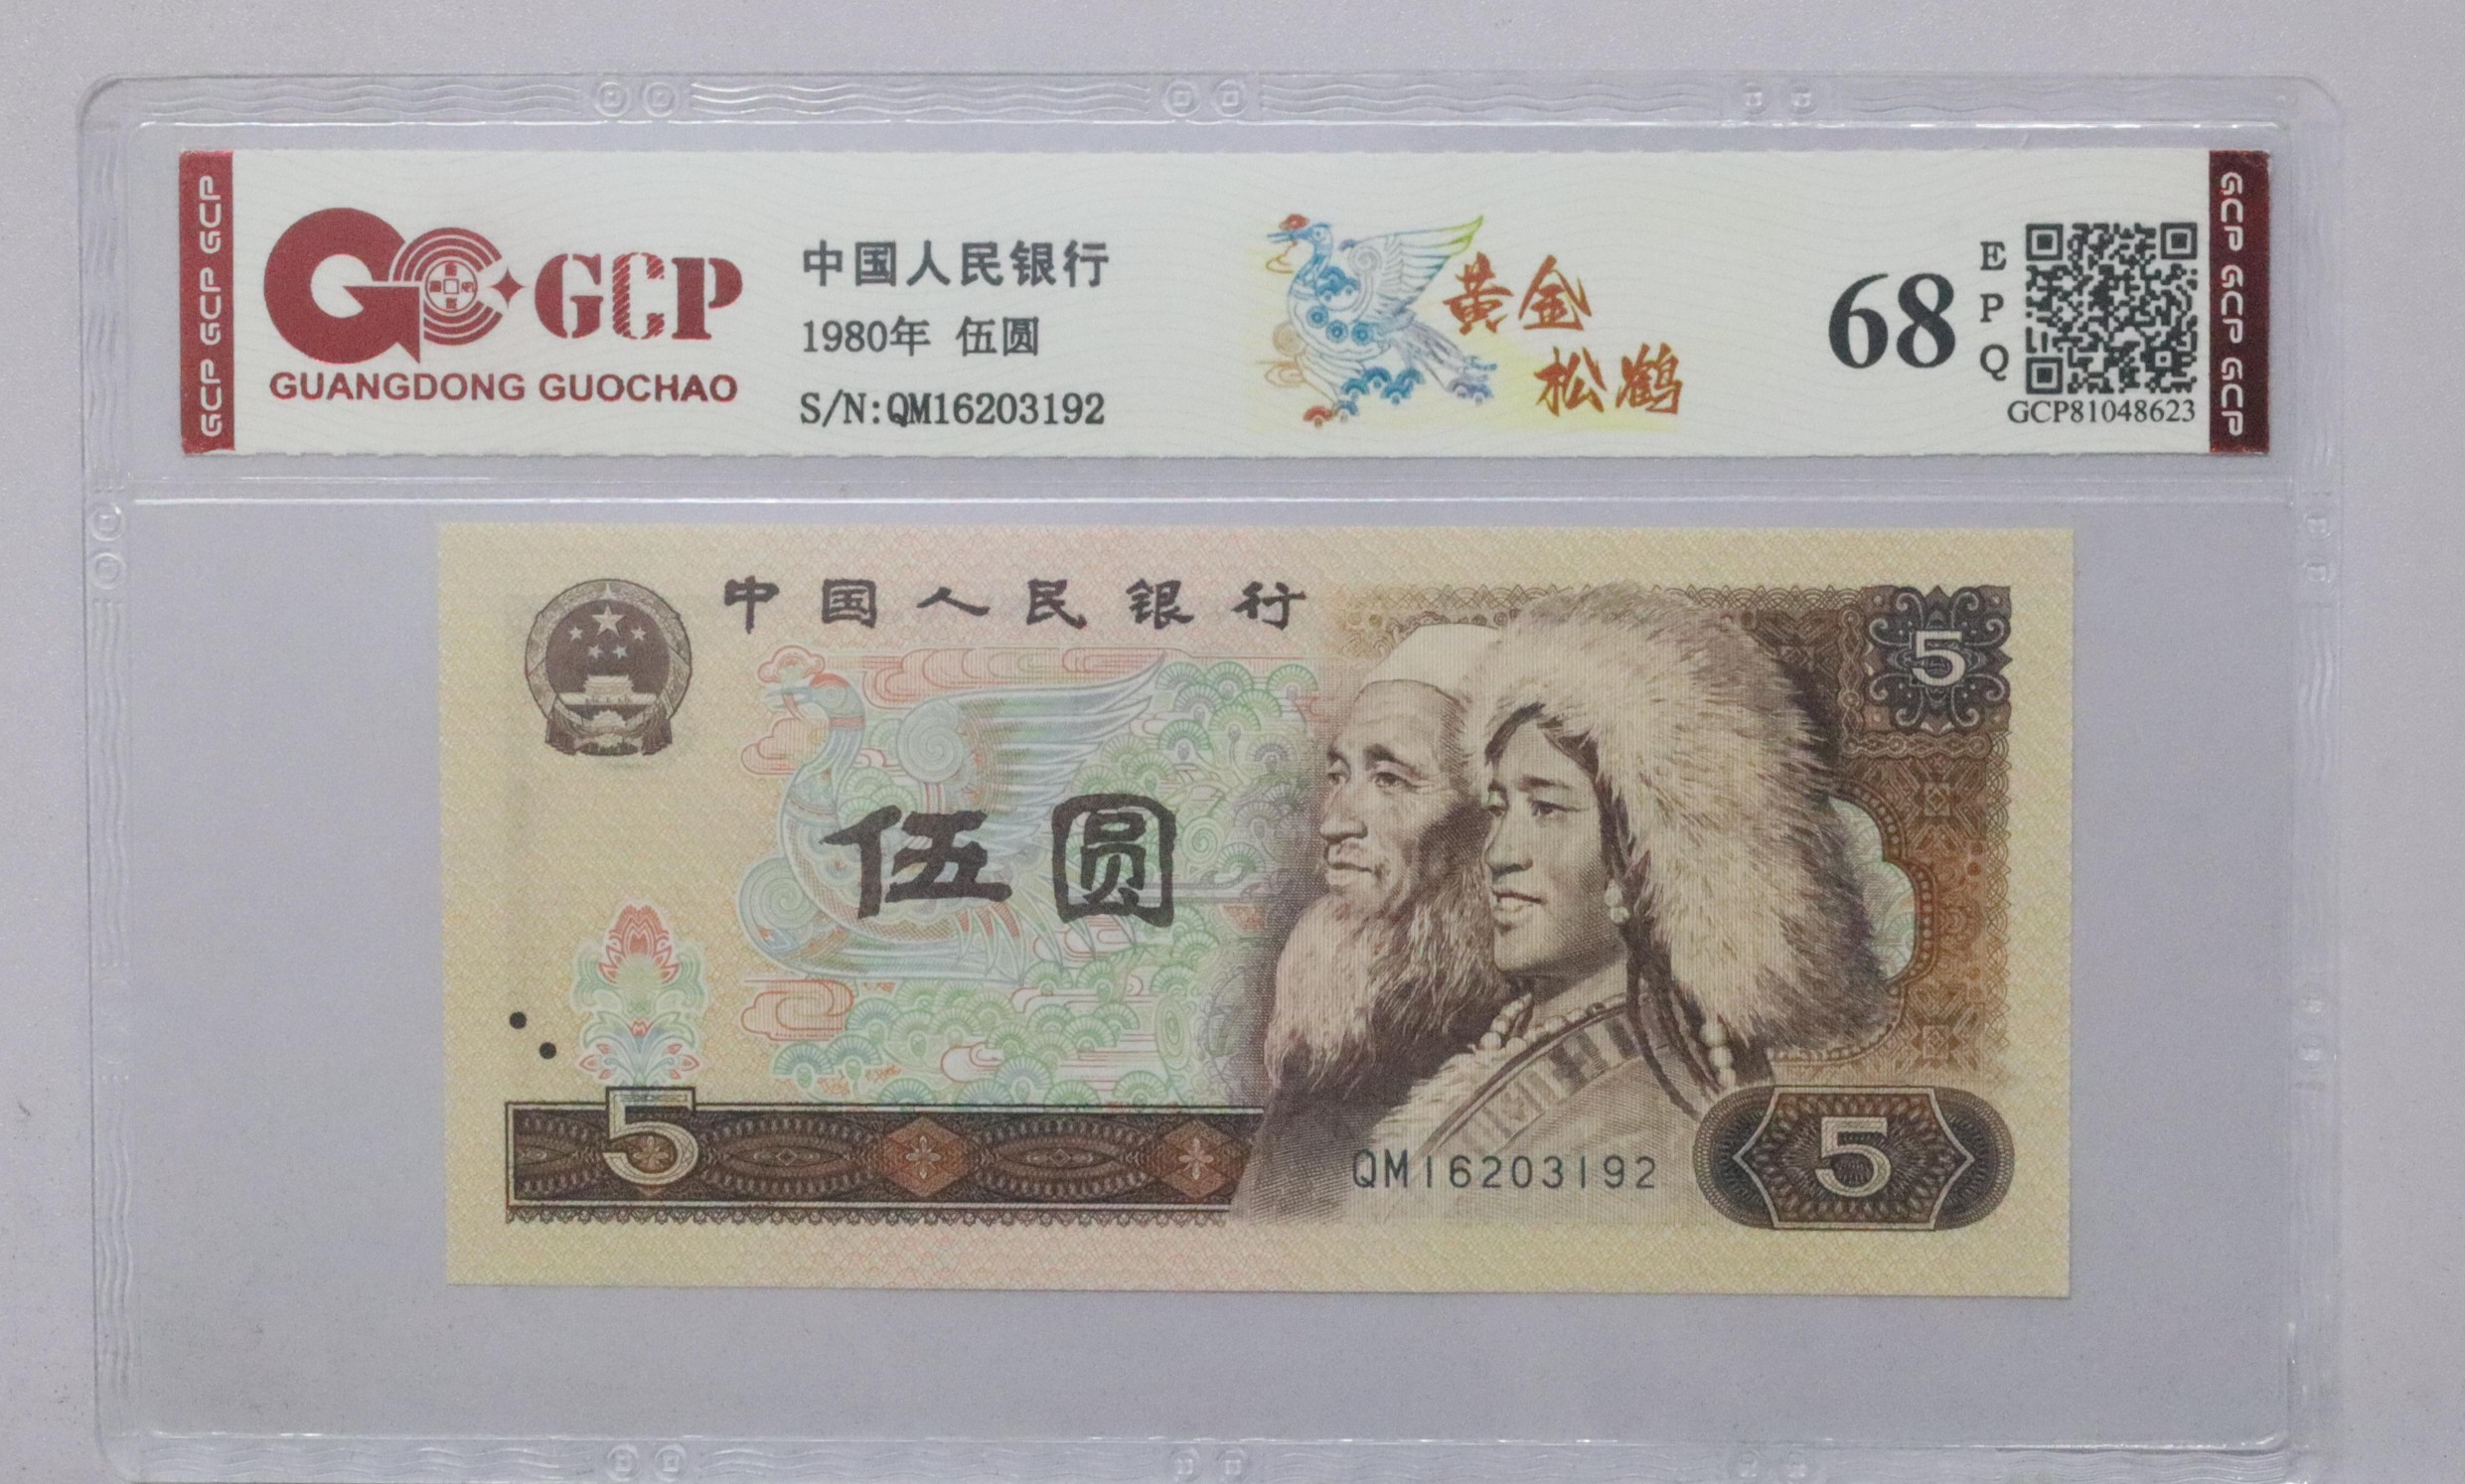 GCP GCP GCP
GCP
GUANGDONG GUOCHAO
中国人民银行
1980年 伍圆
S/N:QM16203192
黄金
松鹤
68
EPQ
GCP81048623
GCP GCP GCP
中国人民银行
5
伍圆
5
QM16203192
5